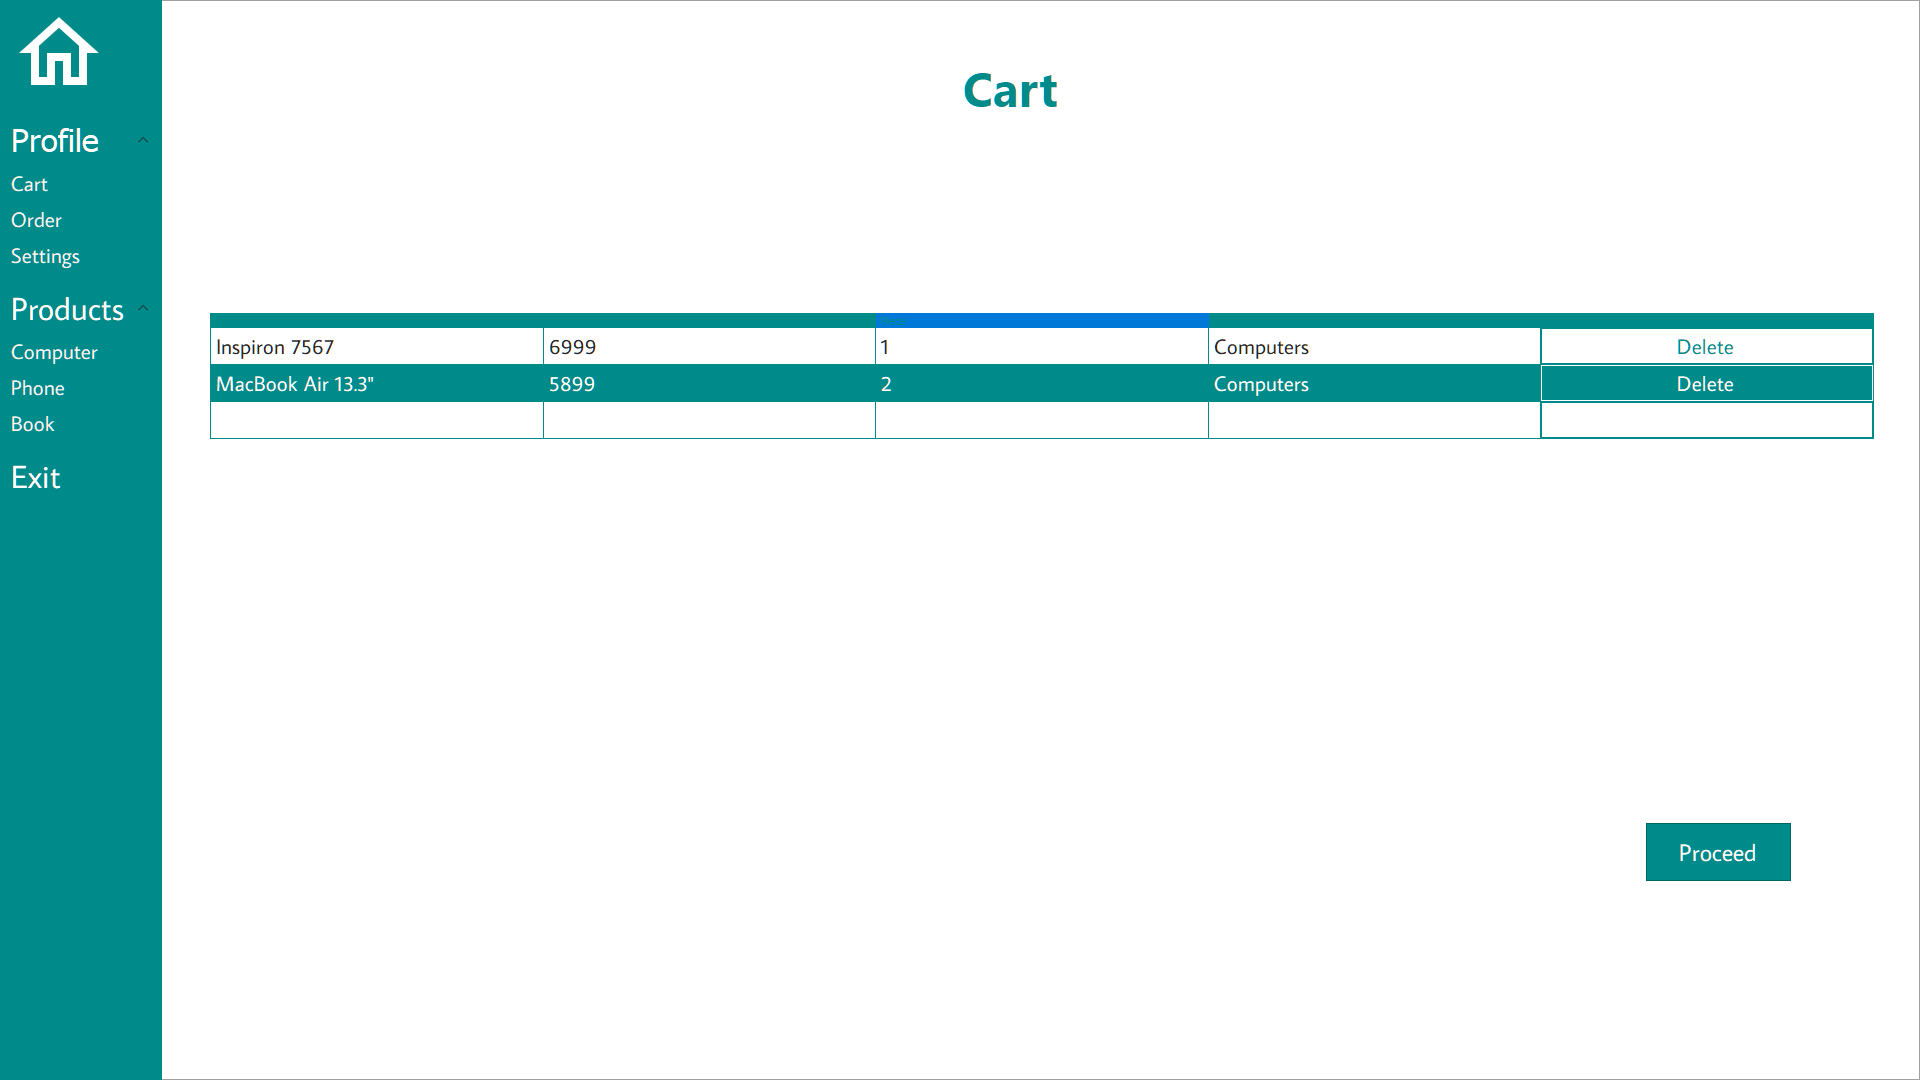 Profile
Cart
Order
Settings
Products
Computer
Phone
Book
Exit
Cart
Inspiron 7567 6999 1 Computers Delete
MacBook Air 13.3" 5899 2 Computers Delete
Proceed